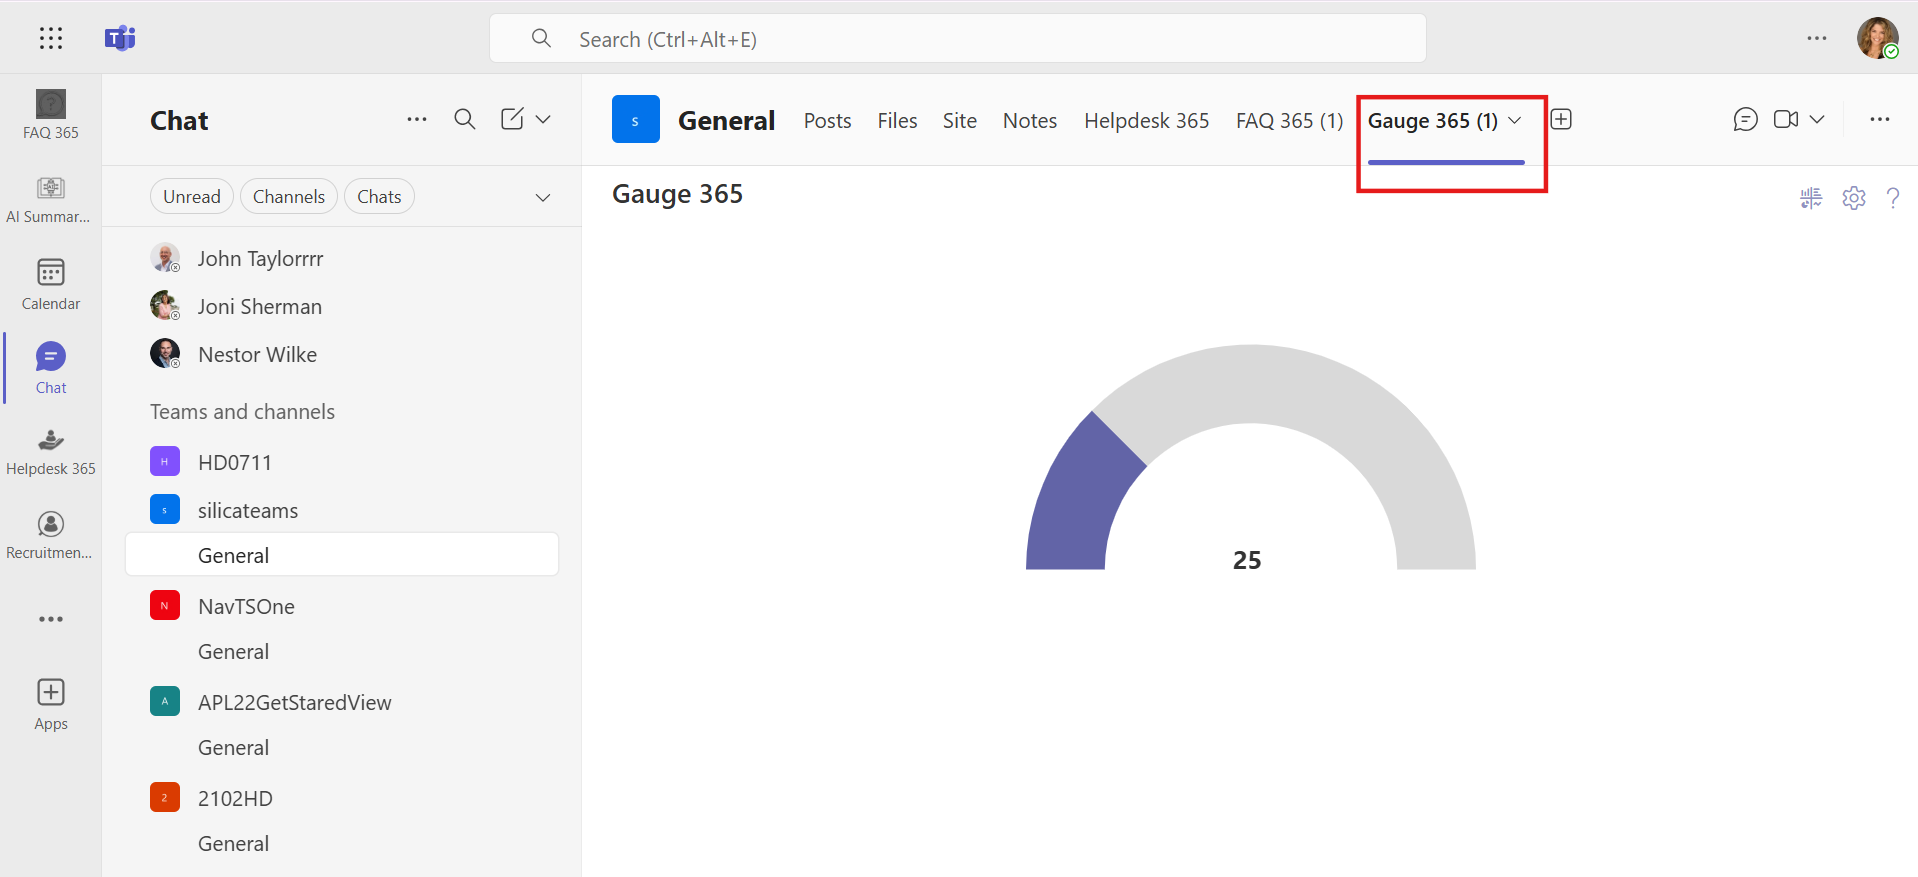 T
Search (Ctrl+Alt+E)
FAQ 365
AI Summar...
Calendar
Chat
Helpdesk 365
Recruitmen...
Apps
Chat
Unread
Channels
Chats
John Taylorrrr
Joni Sherman
Nestor Wilke
Teams and channels
H
HD0711
s
silicateams
General
N
NavTSOne
General
A
APL22GetStaredView
General
2
2102HD
General
s
General
Posts
Files
Site
Notes
Helpdesk 365
FAQ 365 (1)
Gauge 365 (1)
Gauge 365
?
25